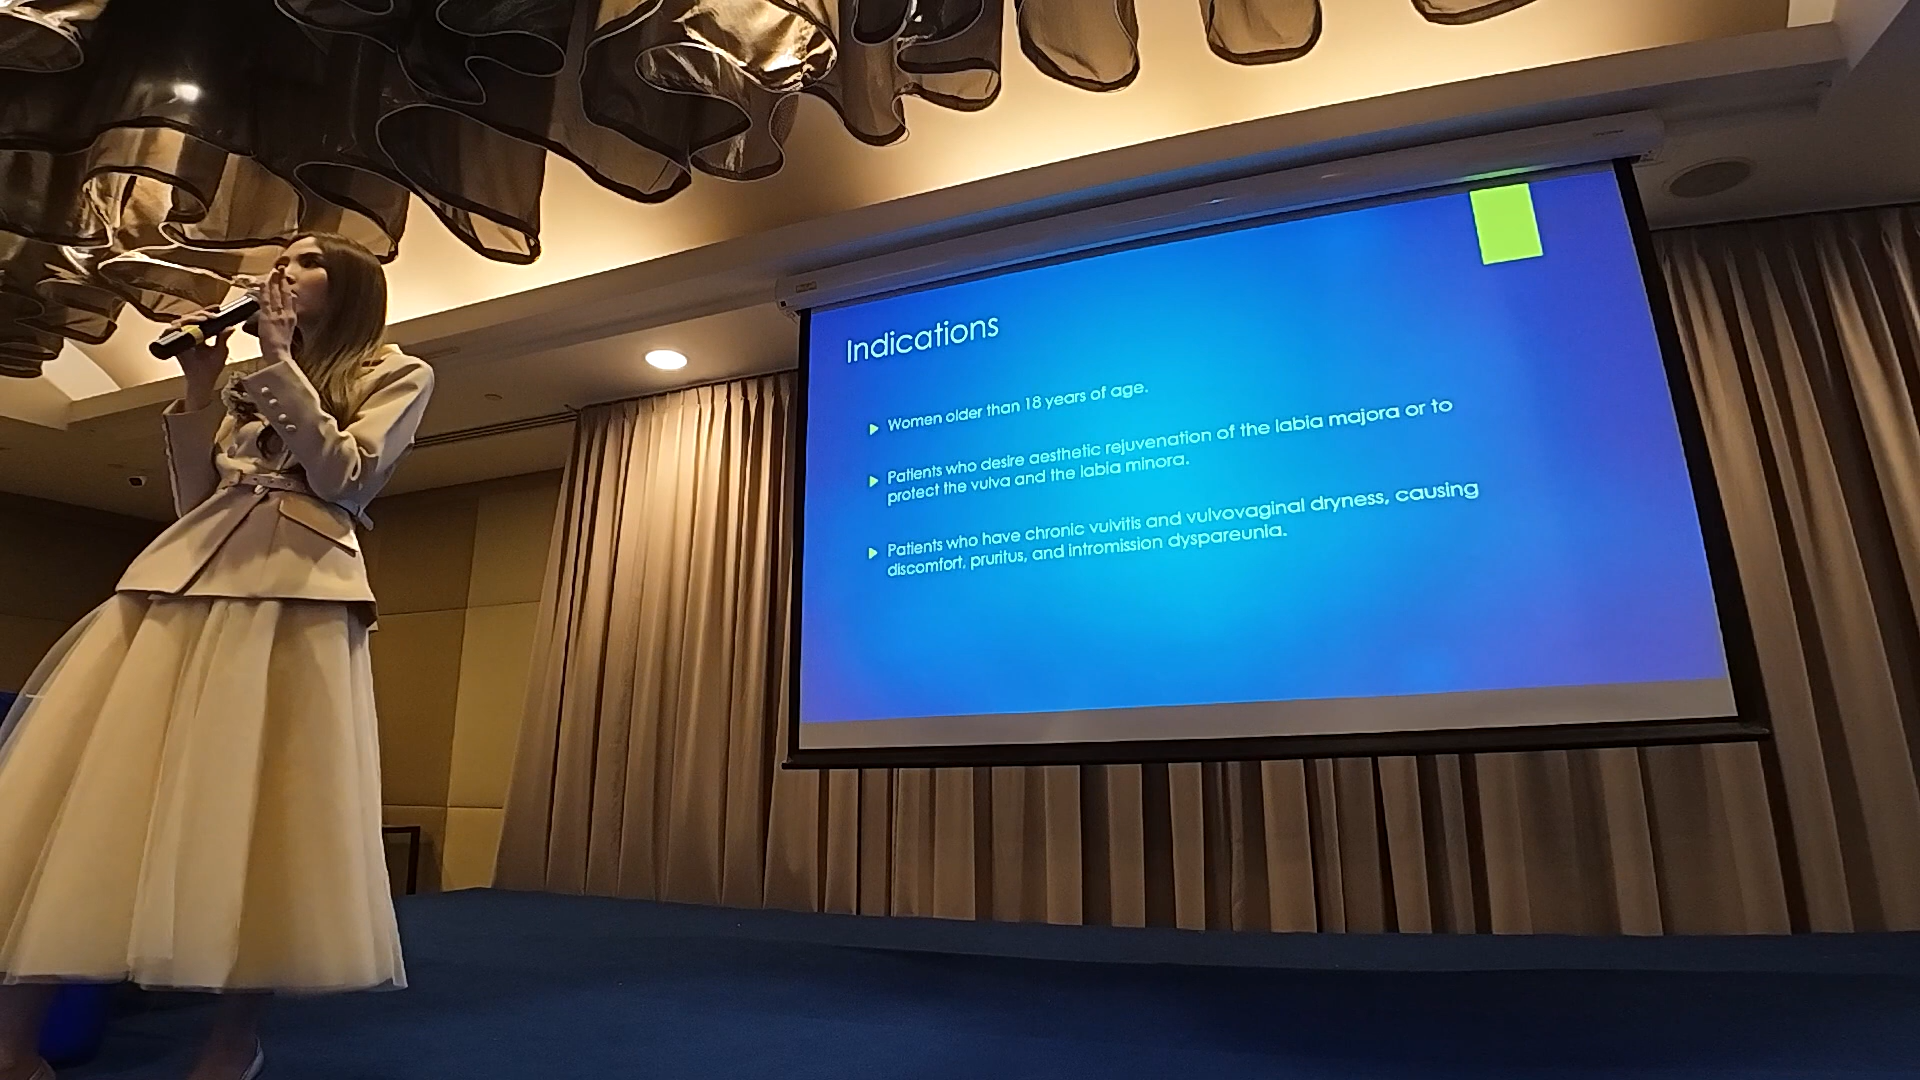 Indications
Women older than 18 years of age.
Patients who desire aesthetic rejuvenation of the labia majora or to
protect the vulva and the labia minora.
Patients who have chronic vulvitis and vulvovaginal dryness, causing
discomfort, pruritus, and intromission dyspareunia.